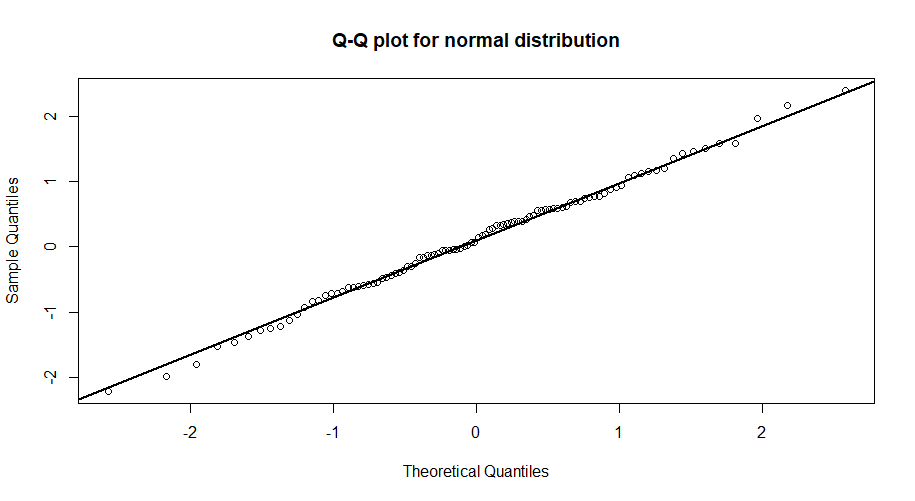 Q-Q plot for normal distribution
Sample Quantiles
2
1
0
-1
-2
-2 -1 0 1 2
Theoretical Quantiles